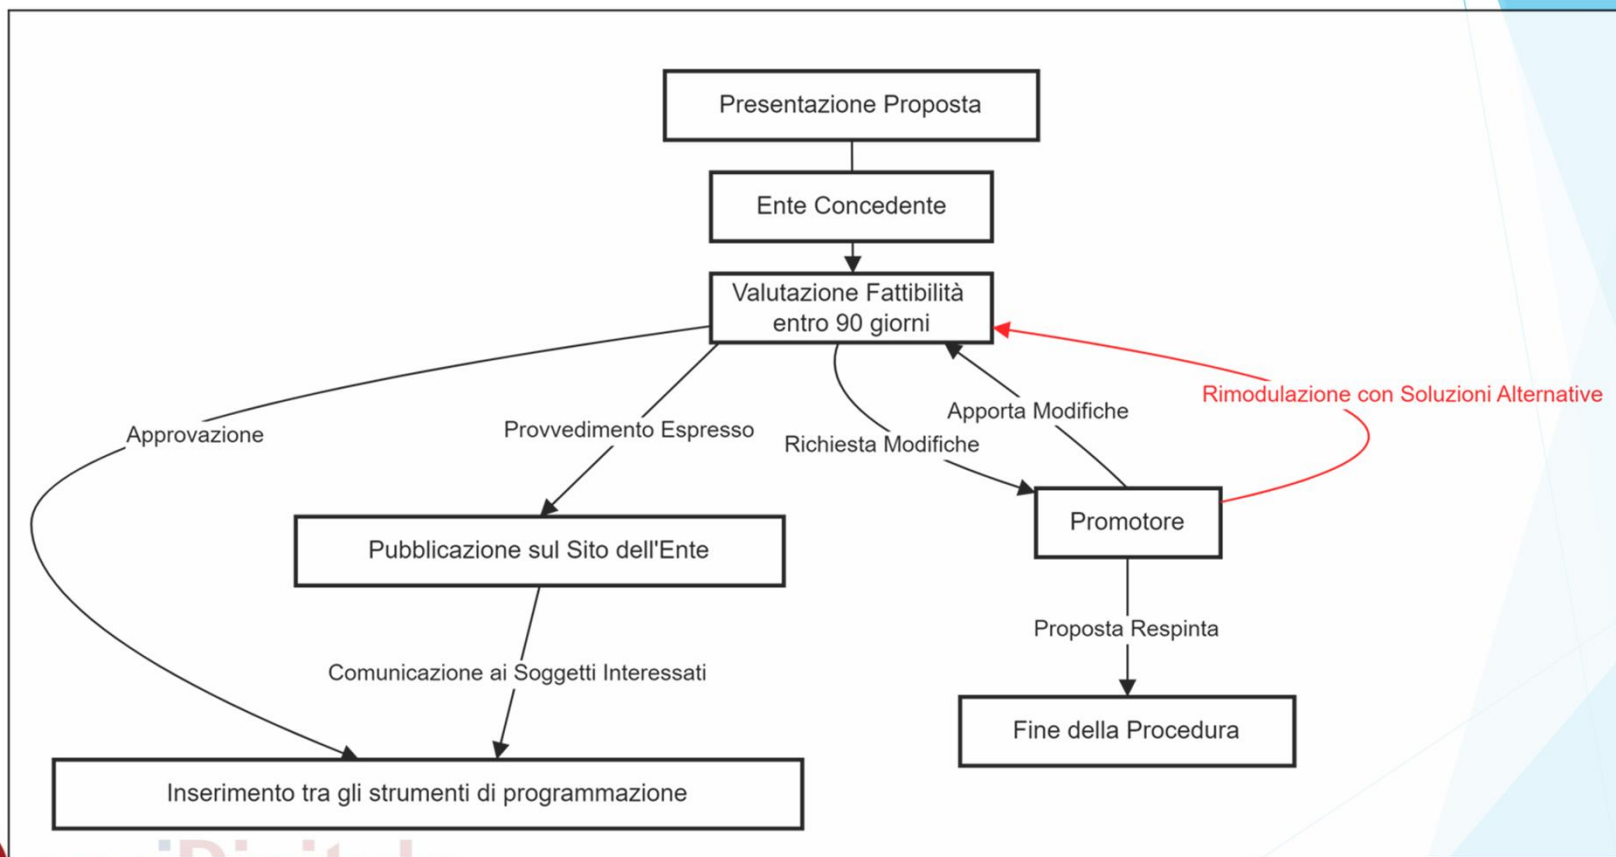 Presentazione Proposta
Ente Concedente
Valutazione Fattibilità
entro 90 giorni
Rimodulazione con Soluzioni Alternative
Apporta Modifiche
Approvazione
Provvedimento Espresso
Richiesta Modifiche
Promotore
Pubblicazione sul Sito dell'Ente
Proposta Respinta
Comunicazione ai Soggetti Interessati
Fine della Procedura
Inserimento tra gli strumenti di programmazione